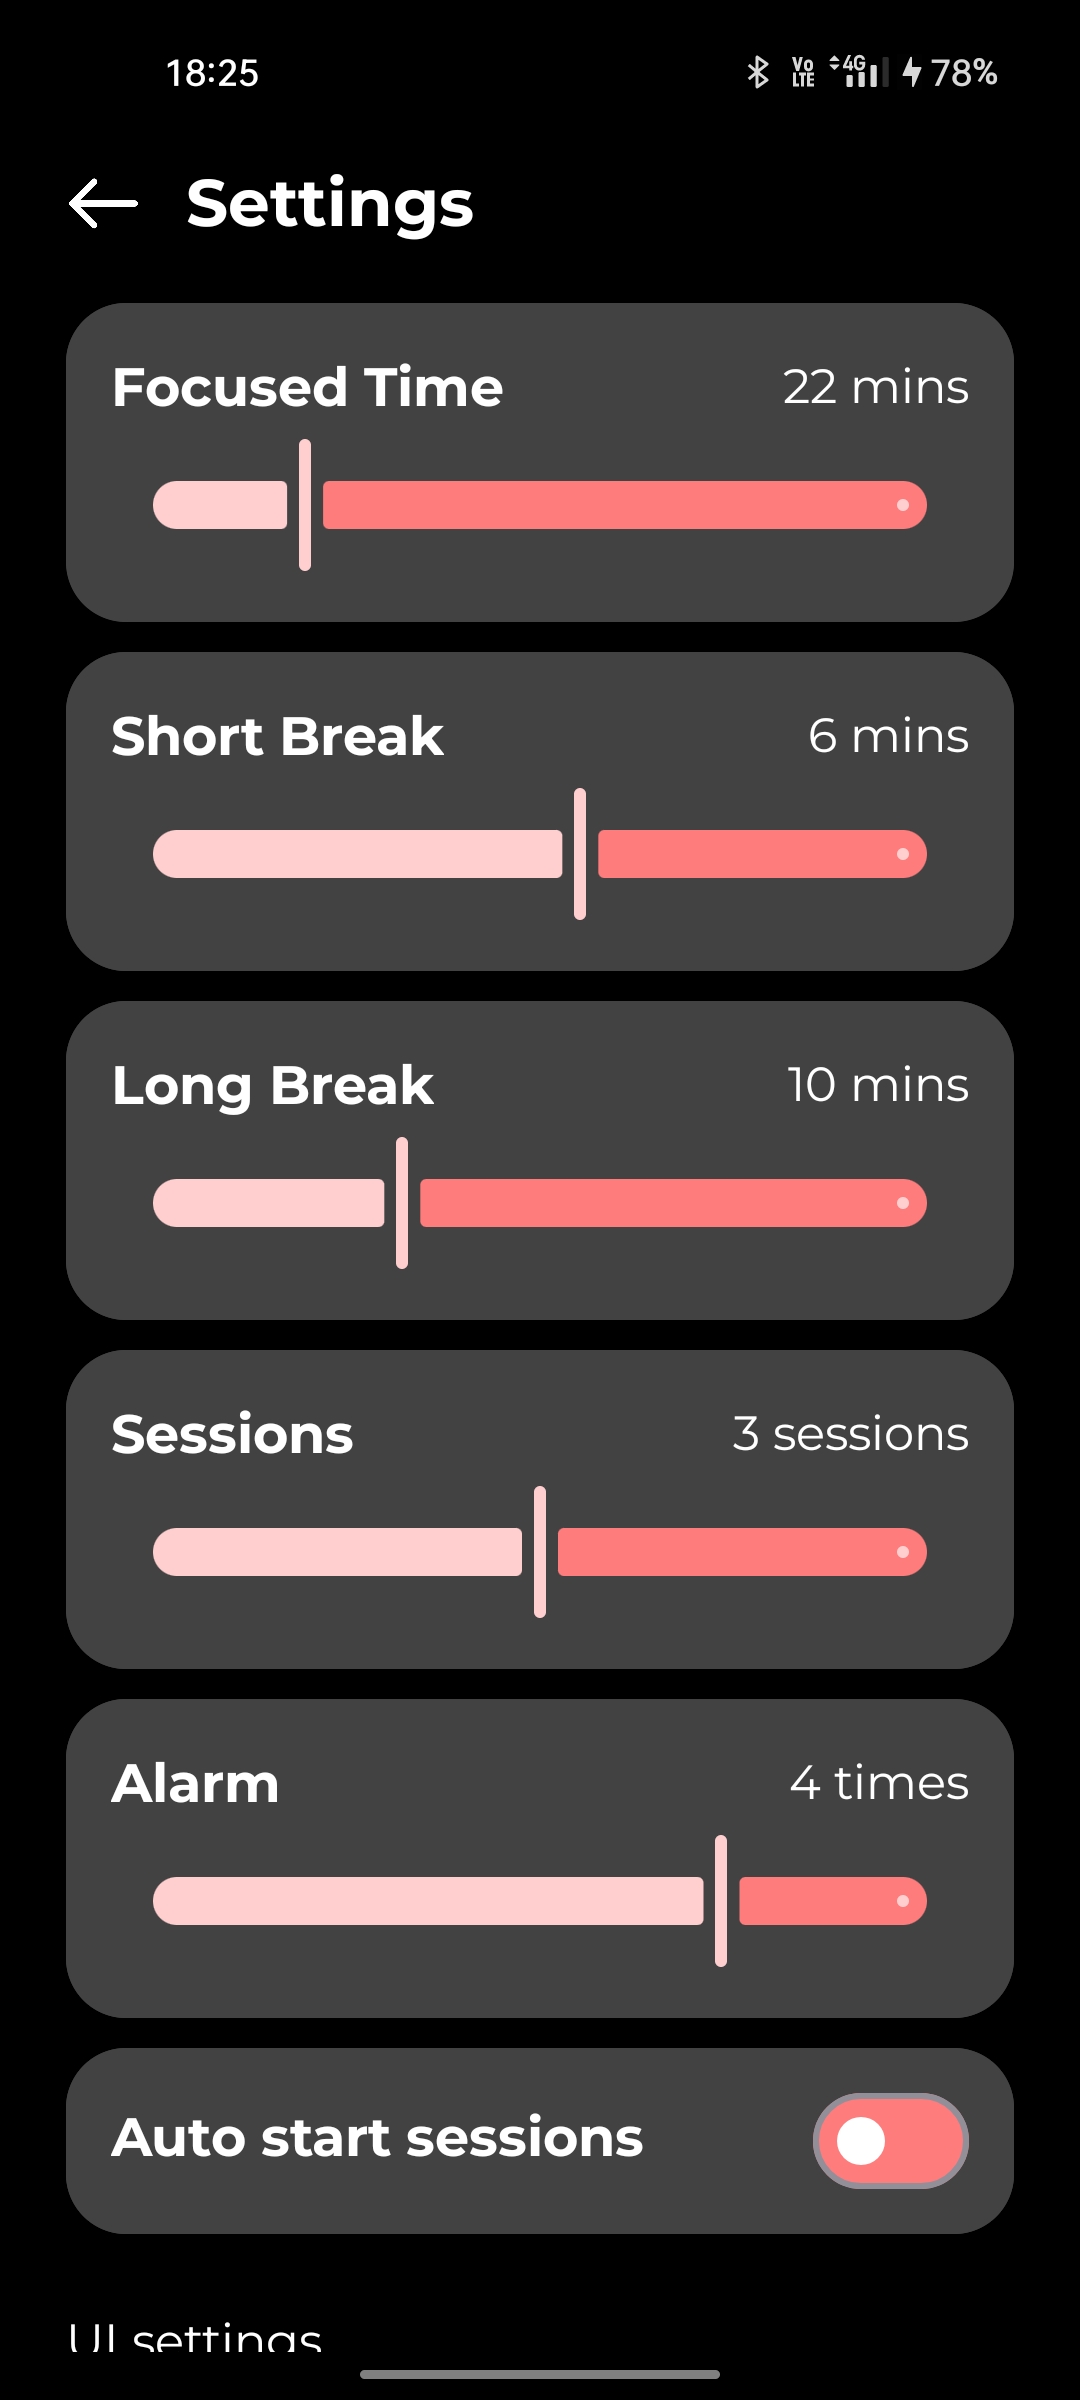 18:25
Vo LTE 4G 78%
Settings
Focused Time 22 mins
Short Break 6 mins
Long Break 10 mins
Sessions 3 sessions
Alarm 4 times
Auto start sessions
UI settings